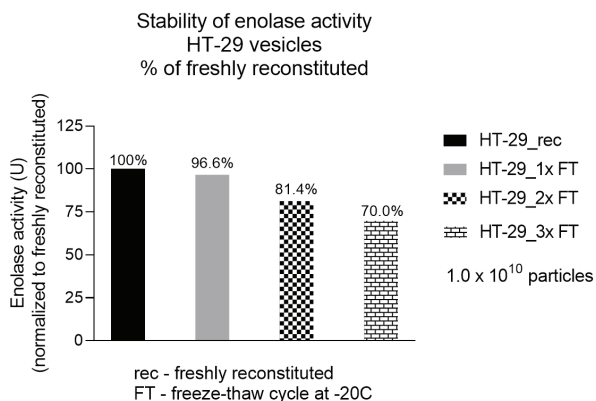 Stability of enolase activity
HT-29 vesicles
% of freshly reconstituted
Enolase activity (U)
(normalized to freshly reconstituted)
125
100
75
50
25
0
100%
96.6%
81.4%
70.0%
HT-29_rec
HT-29_1x FT
HT-29_2x FT
HT-29_3x FT
1.0 x 10¹⁰ particles
rec - freshly reconstituted
FT - freeze-thaw cycle at -20C